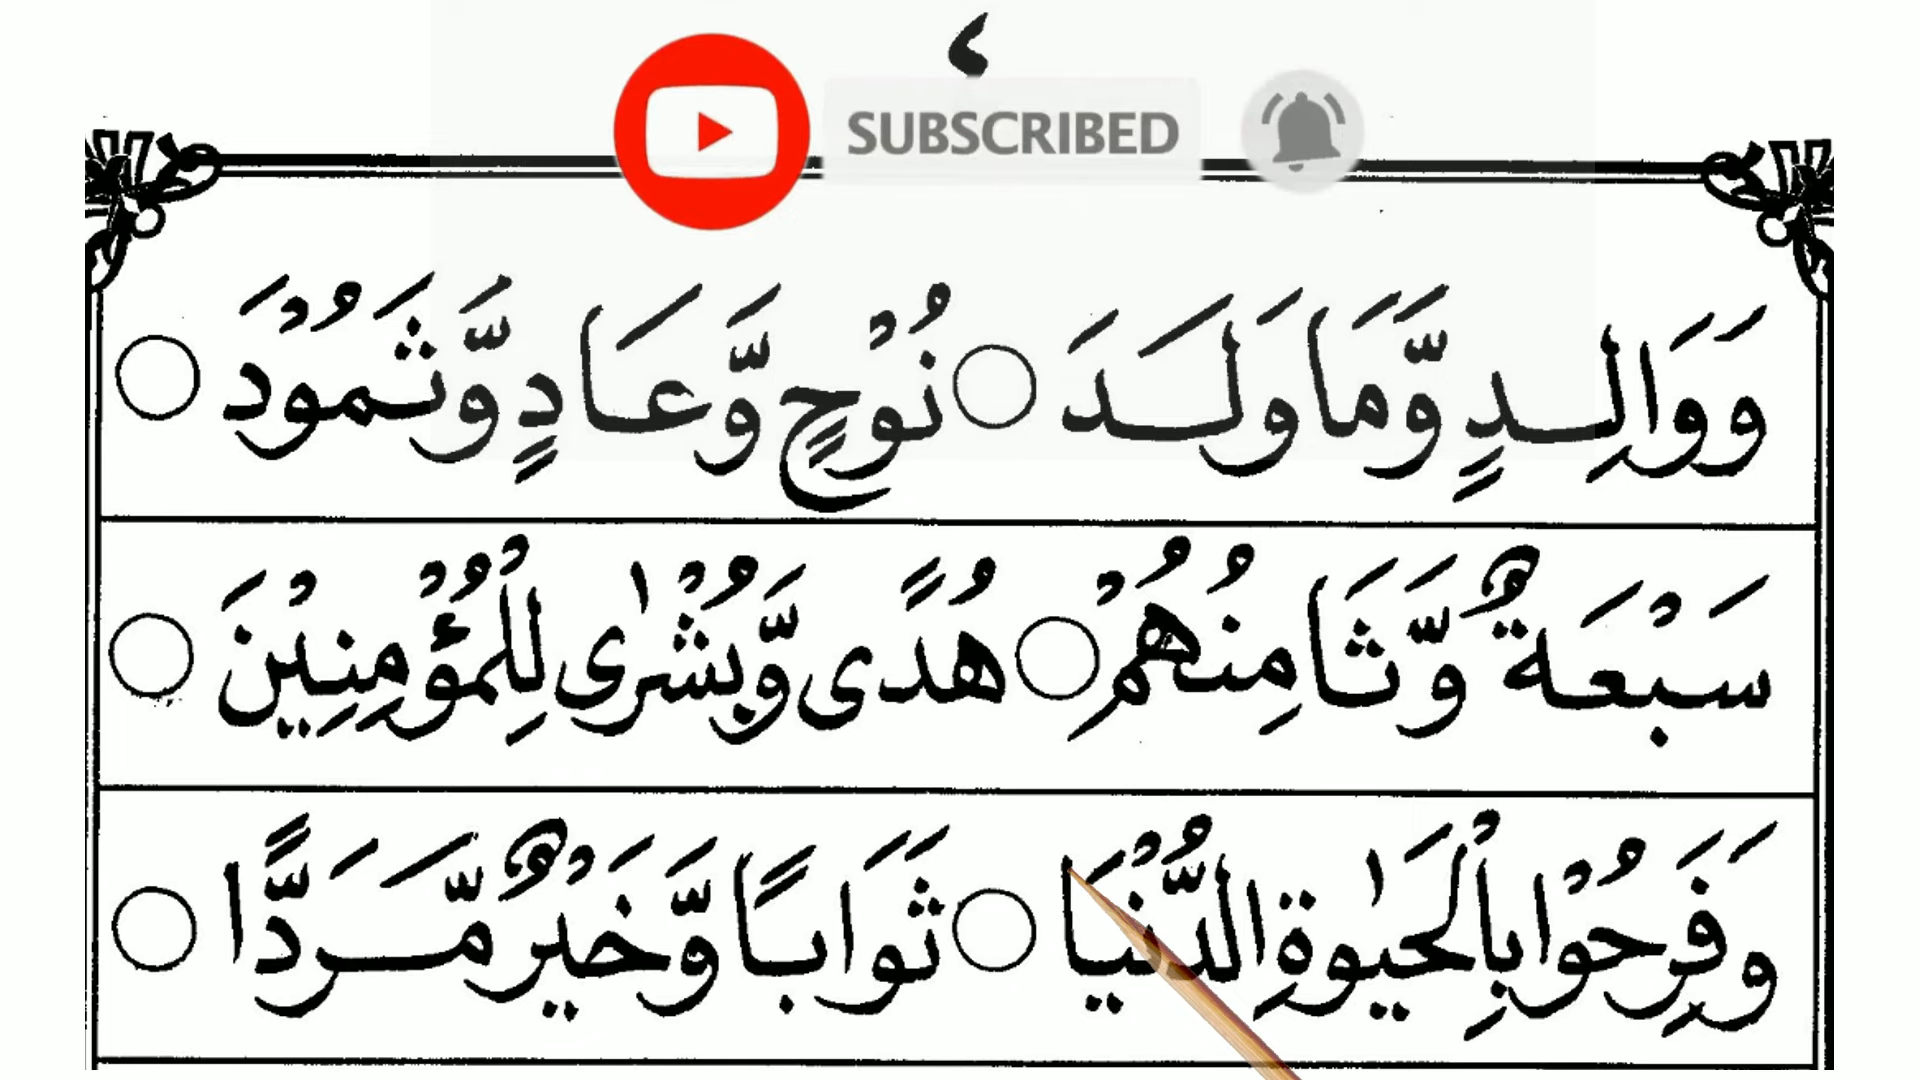 SUBSCRIBED
وَوَالِدٍ وَّمَا وَلَدَ ○ نُوْحٍ وَّعَادٍ وَّثَمُوْدَ ○
سَبْعَةٌ وَّثَامِنُهُمْ ○ هُدًى وَّبُشْرٰى لِلْمُؤْمِنِيْنَ ○
وَفَرِحُوْا بِالْحَيٰوةِ الدُّنْيَا ○ ثَوَابًا وَّخَيْرٌ مَّرَدًّا ○